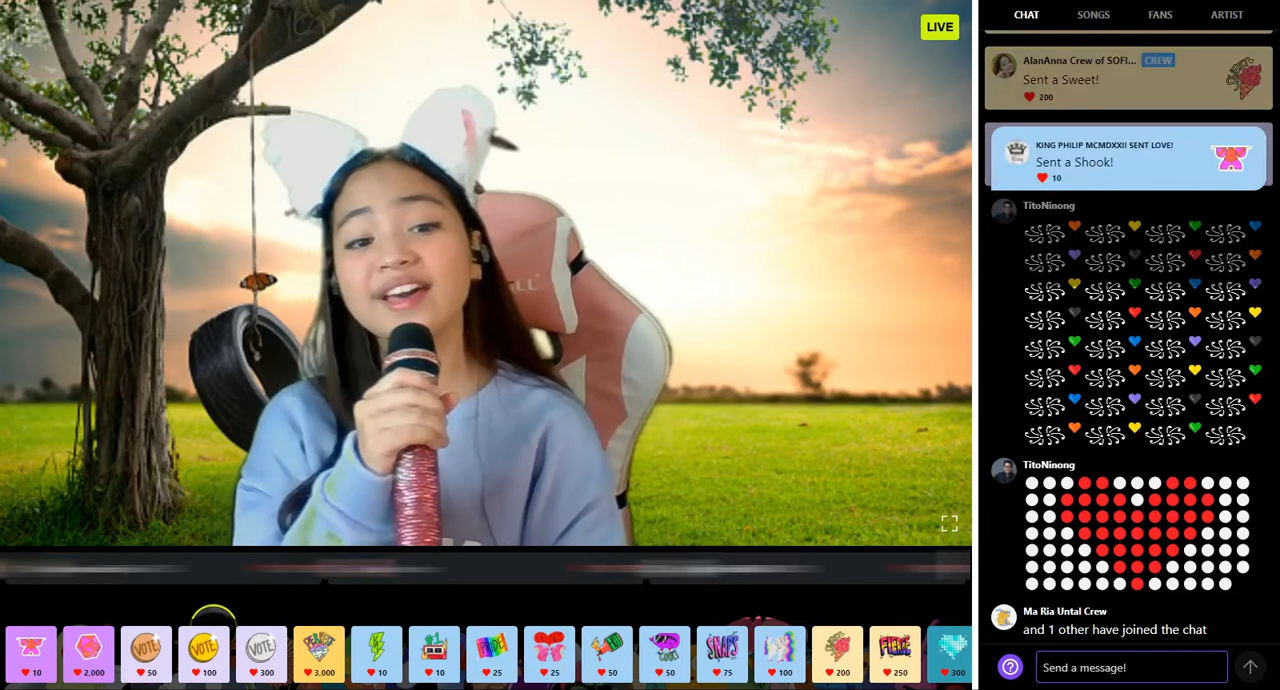 LIVE
CHAT
SONGS
FANS
ARTIST
AlanAnna Crew of SOFI... CREW
Sent a Sweet!
200
KING PHILIP MCMDXXII SENT LOVE!
Sent a Shook!
10
TitoNinong
TitoNinong
Ma Ria Untal Crew
and 1 other have joined the chat
VOTE
VOTE
VOTE
PRIDE
SNAPS
FIERCE
10
2,000
50
100
300
3,000
10
10
25
25
50
50
75
100
200
250
300
Send a message!